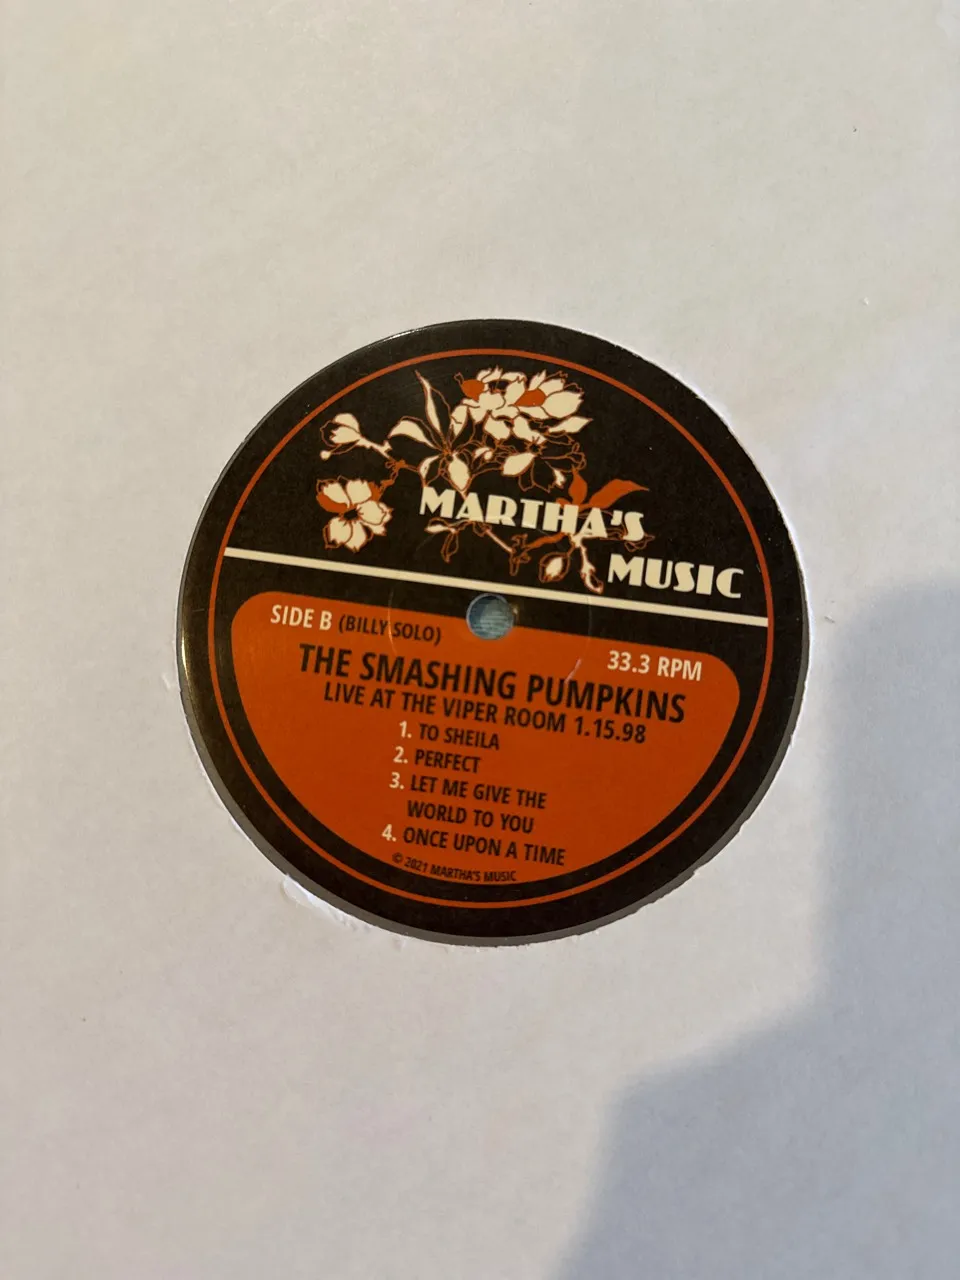 MARTHA'S
MUSIC
SIDE B (BILLY SOLO)
33.3 RPM
THE SMASHING PUMPKINS
LIVE AT THE VIPER ROOM 1.15.98
1. TO SHEILA
2. PERFECT
3. LET ME GIVE THE
WORLD TO YOU
4. ONCE UPON A TIME
© 2021 MARTHA'S MUSIC